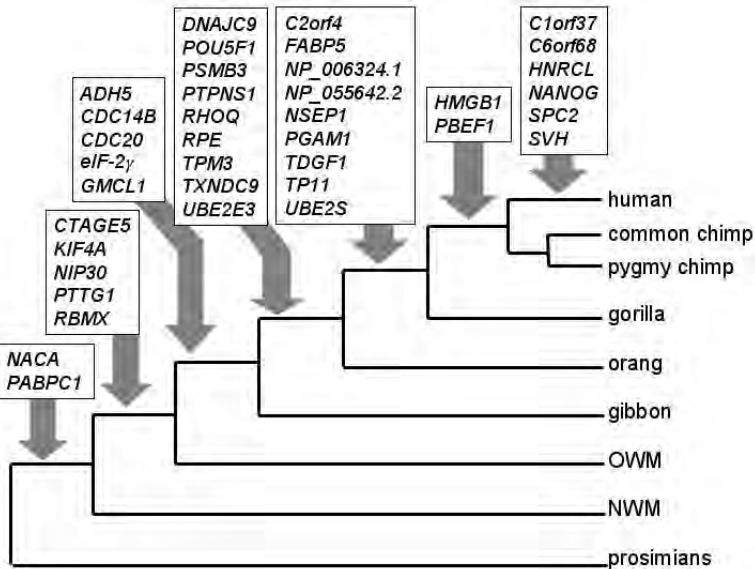 DNAJC9
POU5F1
PSMB3
PTPNS1
RHOQ
RPE
TPM3
TXNDC9
UBE2E3
C2orf4
FABP5
NP_006324.1
NP_055642.2
NSEP1
PGAM1
TDGF1
TP11
UBE2S
C1orf37
C6orf68
HNRCL
NANOG
SPC2
SVH
ADH5
CDC14B
CDC20
eIF-2γ
GMCL1
HMGB1
PBEF1
CTAGE5
KIF4A
NIP30
PTTG1
RBMX
NACA
PABPC1
human
common chimp
pygmy chimp
gorilla
orang
gibbon
OWM
NWM
prosimians